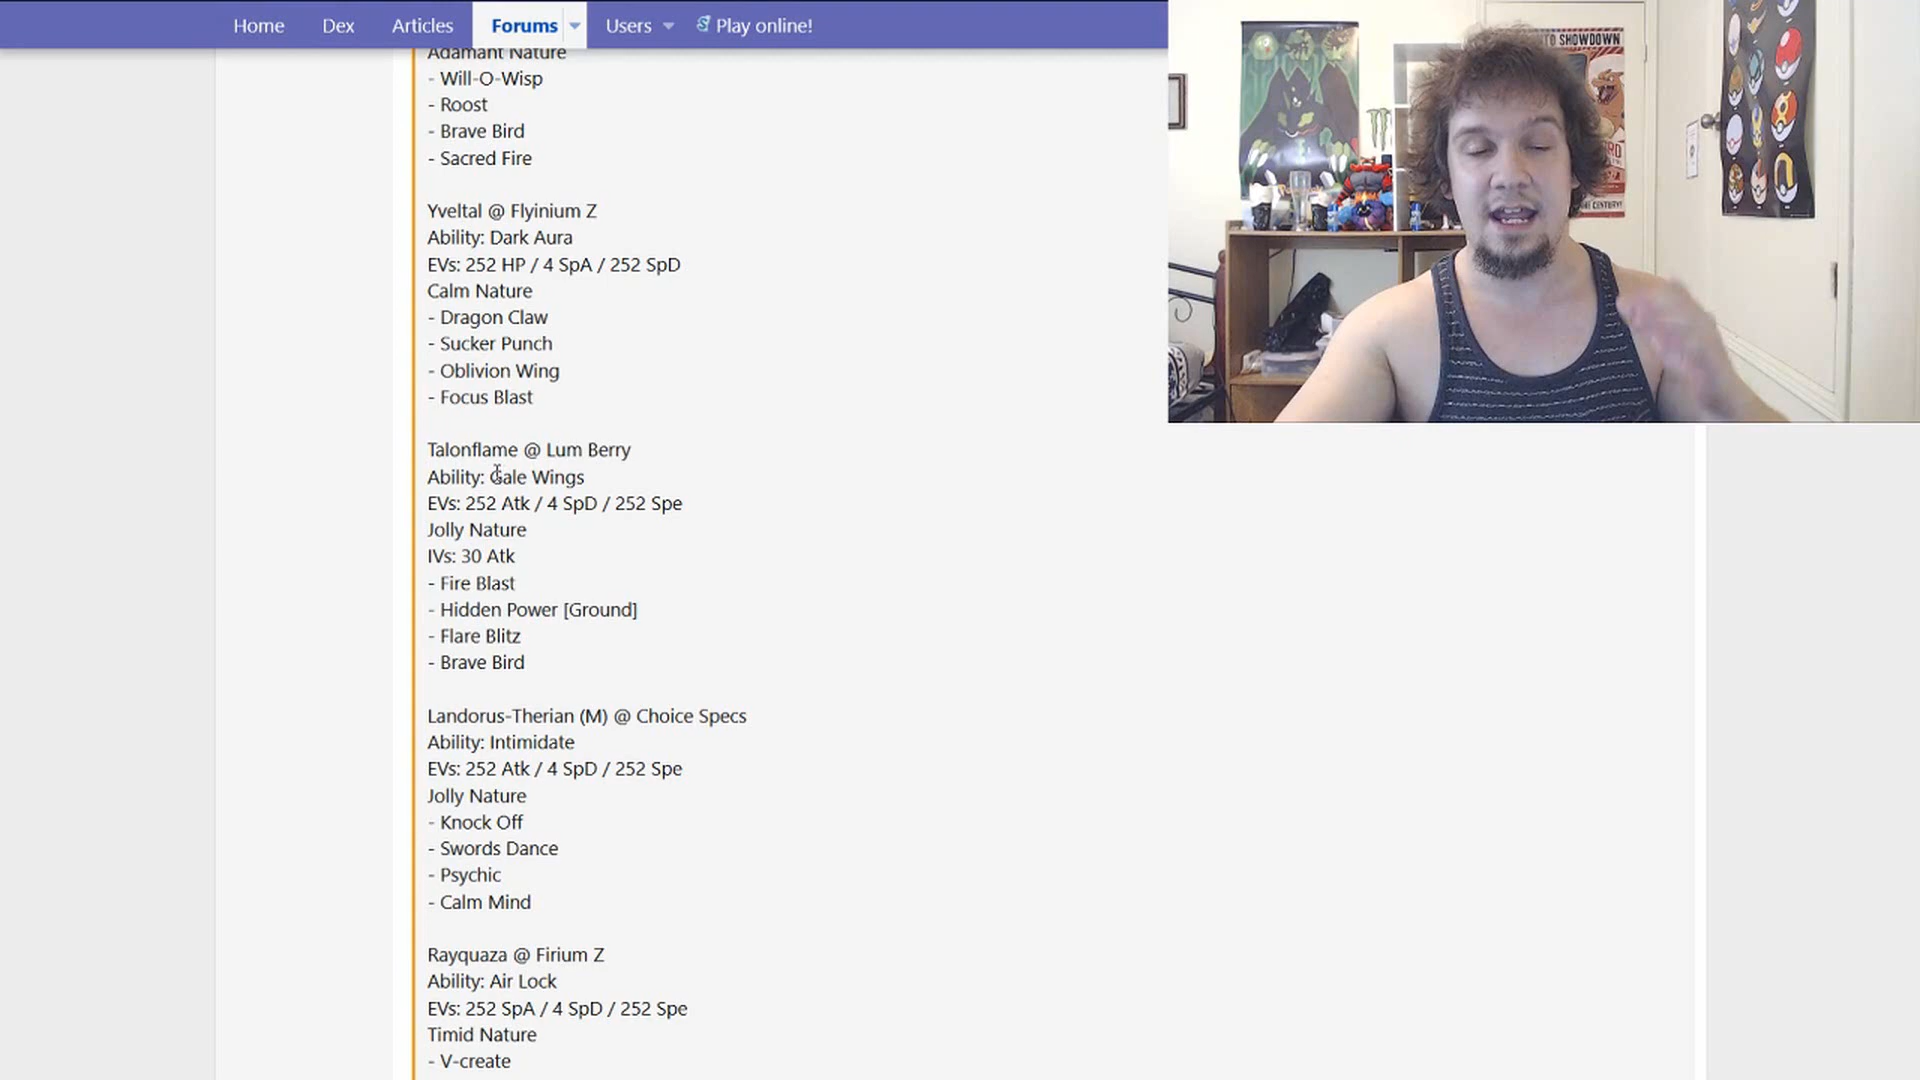 Home Dex Articles Forums Users Play online!
Adamant Nature
- Will-O-Wisp
- Roost
- Brave Bird
- Sacred Fire
Yveltal @ Flyinium Z
Ability: Dark Aura
EVs: 252 HP / 4 SpA / 252 SpD
Calm Nature
- Dragon Claw
- Sucker Punch
- Oblivion Wing
- Focus Blast
Talonflame @ Lum Berry
Ability: Gale Wings
EVs: 252 Atk / 4 SpD / 252 Spe
Jolly Nature
IVs: 30 Atk
- Fire Blast
- Hidden Power [Ground]
- Flare Blitz
- Brave Bird
Landorus-Therian (M) @ Choice Specs
Ability: Intimidate
EVs: 252 Atk / 4 SpD / 252 Spe
Jolly Nature
- Knock Off
- Swords Dance
- Psychic
- Calm Mind
Rayquaza @ Firium Z
Ability: Air Lock
EVs: 252 SpA / 4 SpD / 252 Spe
Timid Nature
- V-create
TO SHOWDOWN
CENTURY!